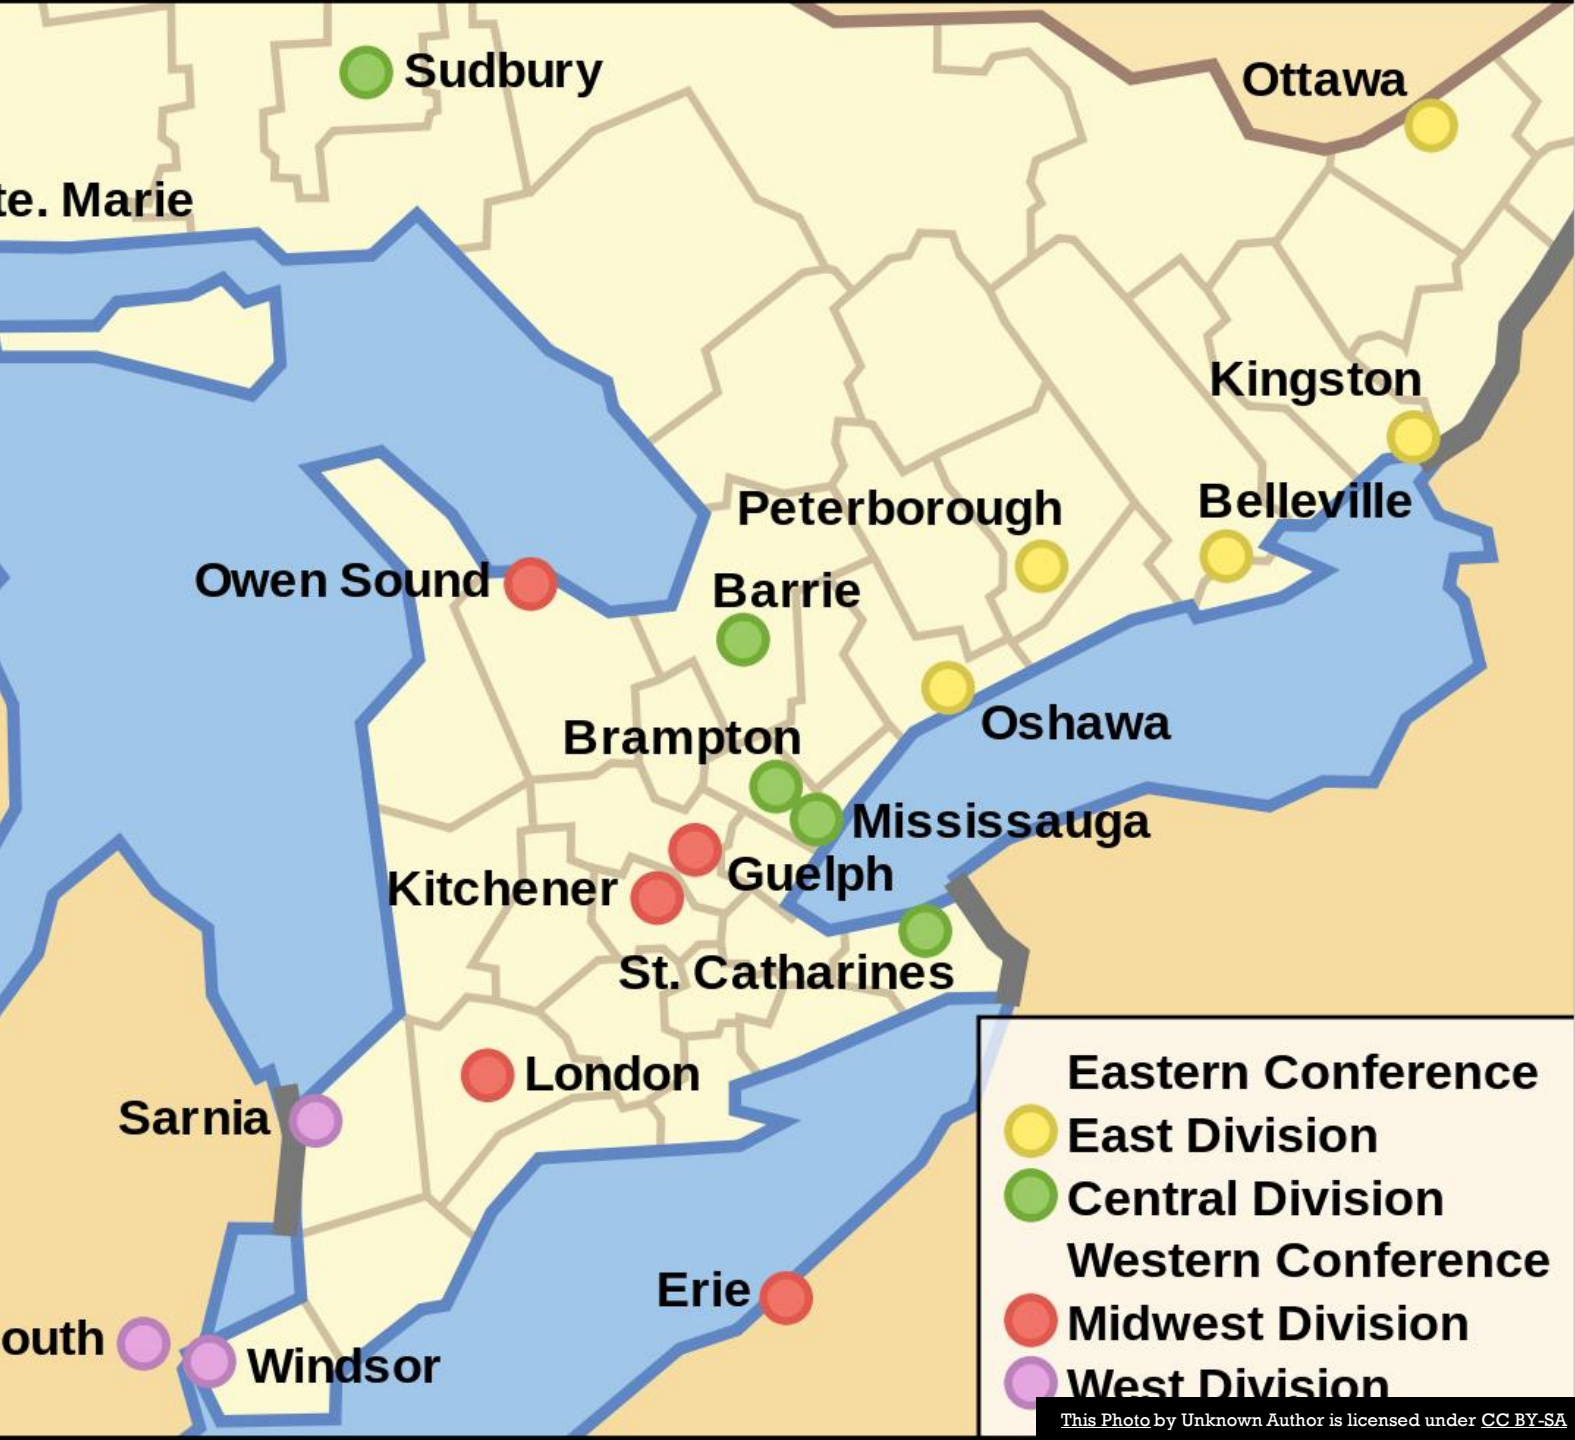 Sudbury
Ottawa
te. Marie
Kingston
Belleville
Peterborough
Owen Sound
Barrie
Oshawa
Brampton
Mississauga
Guelph
Kitchener
St. Catharines
London
Sarnia
Erie
outh
Windsor
Eastern Conference
East Division
Central Division
Western Conference
Midwest Division
West Division
This Photo by Unknown Author is licensed under CC BY-SA